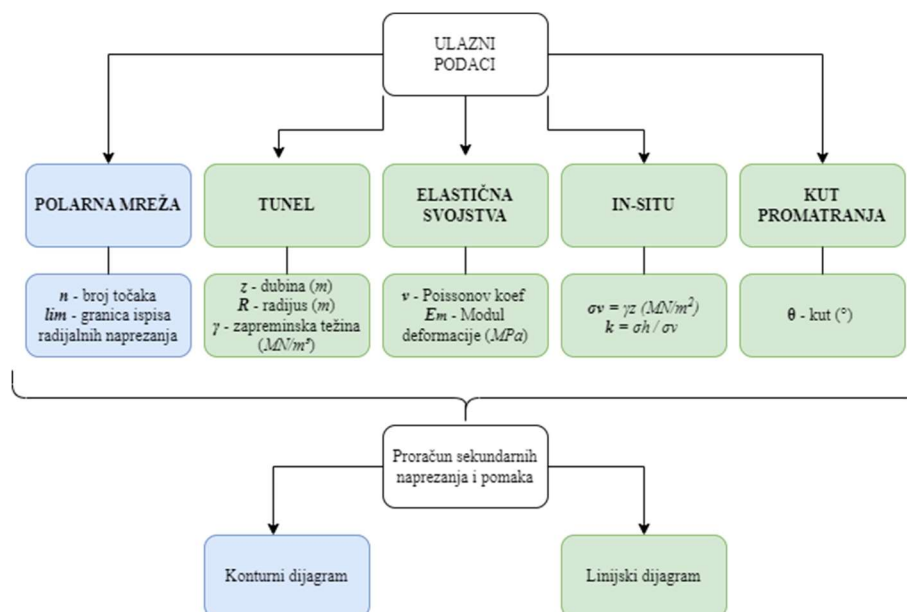 ULAZNI
PODACI
POLARNA MREŽA
TUNEL
ELASTIČNA
SVOJSTVA
IN-SITU
KUT
PROMATRANJA
n - broj točaka
lim - granica ispisa
radijalnih naprezanja
z - dubina (m)
R - radijus (m)
γ - zapreminska težina
(MN/m³)
ν - Poissonov koef
Em - Modul
deformacije (MPa)
σv = γz (MN/m²)
k = σh / σv
θ - kut (°)
Proračun sekundarnih
naprezanja i pomaka
Konturni dijagram
Linijski dijagram